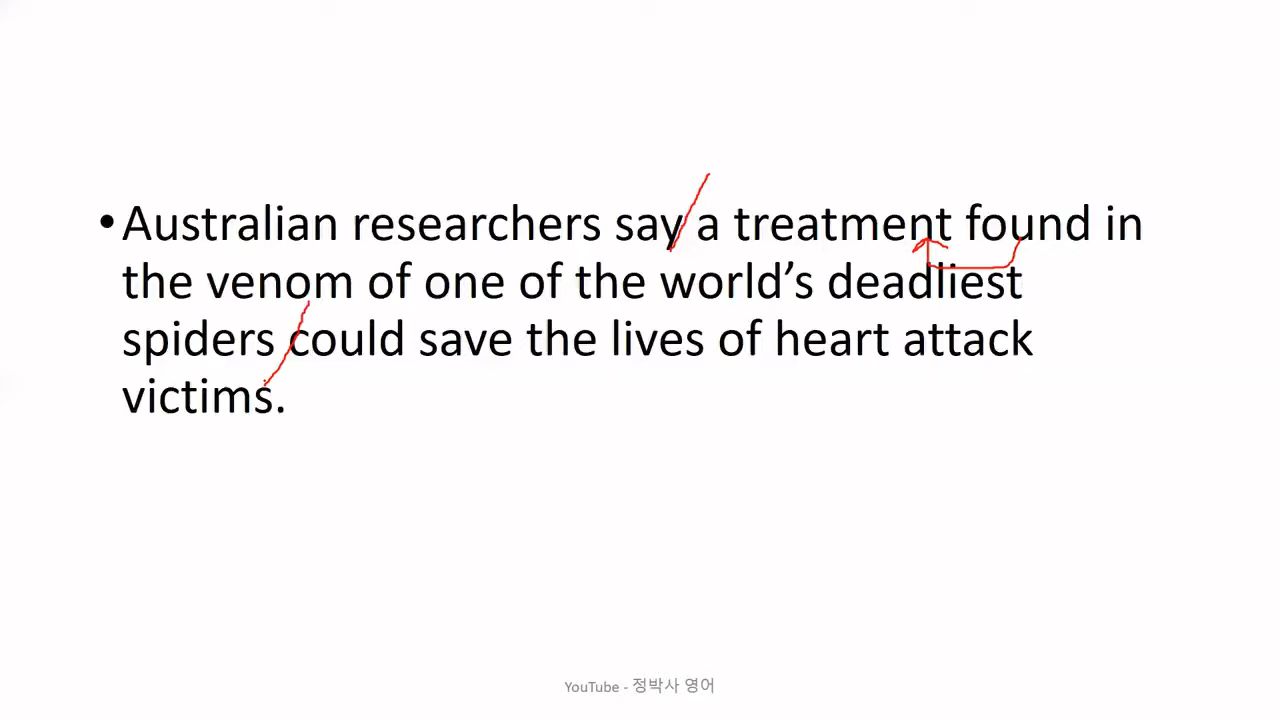 •Australian researchers say a treatment found in
the venom of one of the world’s deadliest
spiders could save the lives of heart attack
victims.
YouTube - 정박사 영어